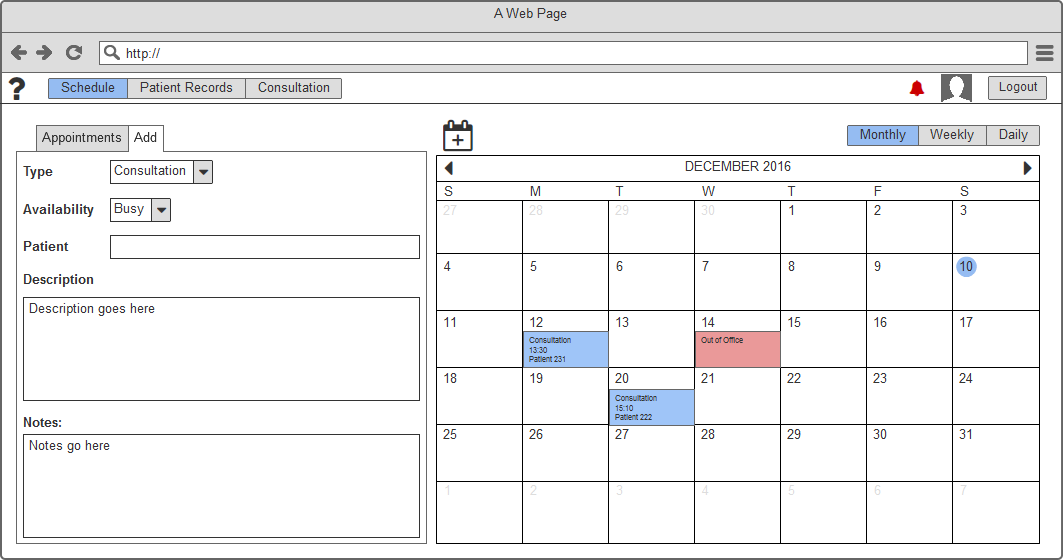 A Web Page
http://
? Schedule Patient Records Consultation Logout
Appointments Add
Monthly Weekly Daily
Type Consultation
Availability Busy
Patient
Description
Description goes here
Notes:
Notes go here
DECEMBER 2016
S M T W T F S
27 28 29 30 1 2 3
4 5 6 7 8 9 10
11 12 13 14 15 16 17
Consultation
13:30
Patient 231
Out of Office
18 19 20 21 22 23 24
Consultation
15:10
Patient 222
25 26 27 28 29 30 31
1 2 3 4 5 6 7